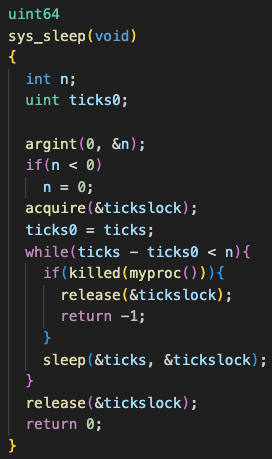 uint64
sys_sleep(void)
{
  int n;
  uint ticks0;

  argint(0, &n);
  if(n < 0)
    n = 0;
  acquire(&tickslock);
  ticks0 = ticks;
  while(ticks - ticks0 < n){
    if(killed(myproc())){
      release(&tickslock);
      return -1;
    }
    sleep(&ticks, &tickslock);
  }
  release(&tickslock);
  return 0;
}